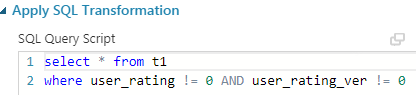 Apply SQL Transformation
SQL Query Script
1 select * from t1
2 where user_rating != 0 AND user_rating_ver != 0